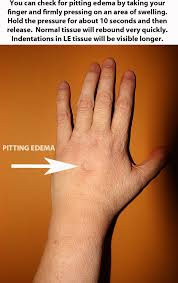 You can check for pitting edema by taking your
finger and firmly pressing on an area of swelling.
Hold the pressure for about 10 seconds and then
release.  Normal tissue will rebound very quickly.
Indentations in LE tissue will be visible longer.
PITTING EDEMA